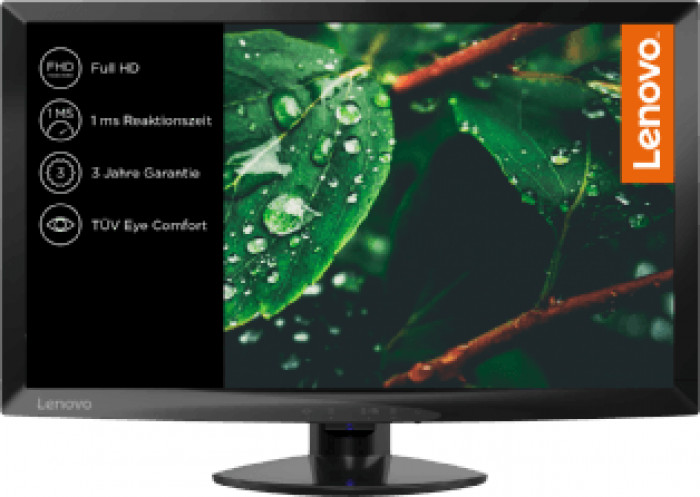 FHD
Full HD
1 MS
1 ms Reaktionszeit
3
3 Jahre Garantie
TÜV Eye Comfort
Lenovo
Lenovo